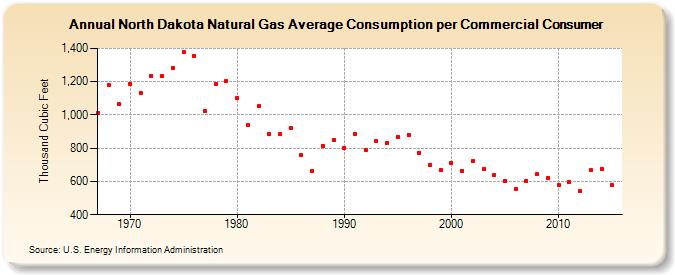 Annual North Dakota Natural Gas Average Consumption per Commercial Consumer
Thousand Cubic Feet
1,400
1,200
1,000
800
600
400
1970 1980 1990 2000 2010
Source: U.S. Energy Information Administration